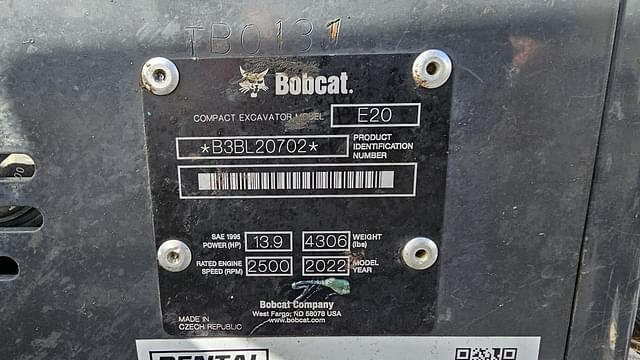 TB0131
Bobcat.
COMPACT EXCAVATOR MODEL E20
*B3BL20702* PRODUCT IDENTIFICATION NUMBER
SAE 1995 POWER (HP) 13.9 4306 WEIGHT (lbs)
RATED ENGINE SPEED (RPM) 2500 2022 MODEL YEAR
Bobcat Company
West Fargo, ND 58078 USA
www.bobcat.com
MADE IN
CZECH REPUBLIC
RENTAL